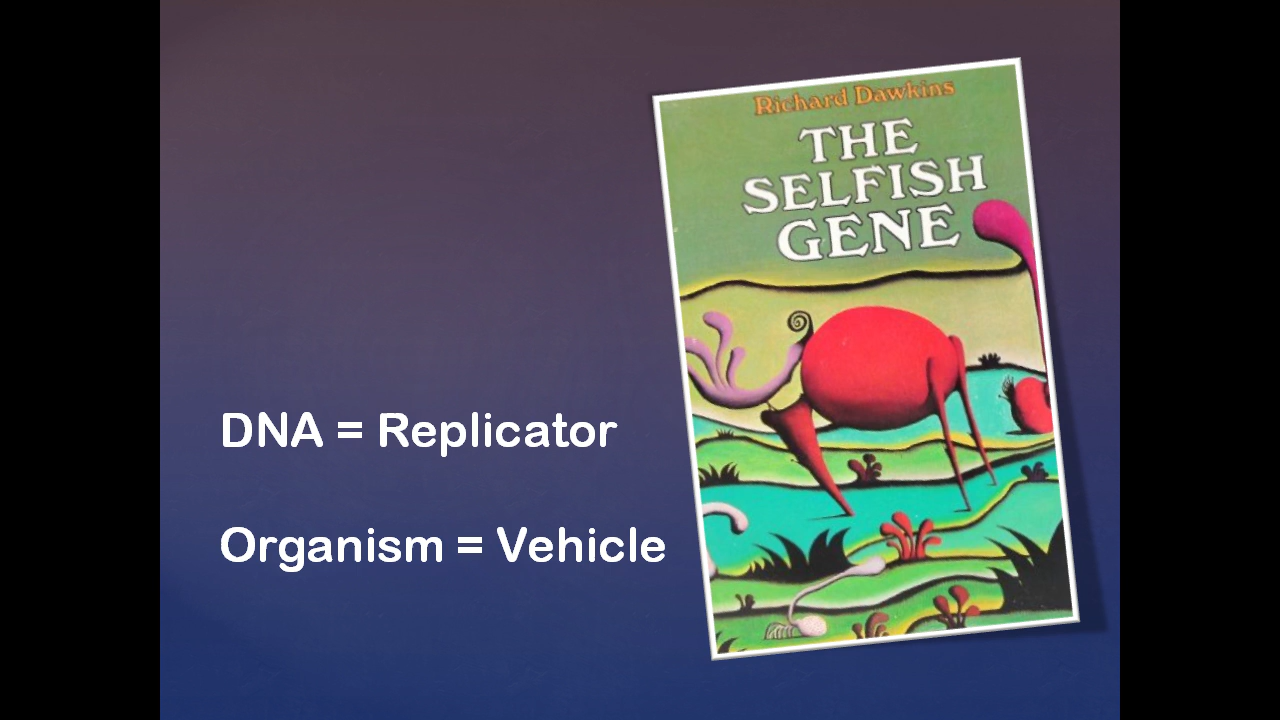 DNA = Replicator
Organism = Vehicle
Richard Dawkins
THE
SELFISH
GENE